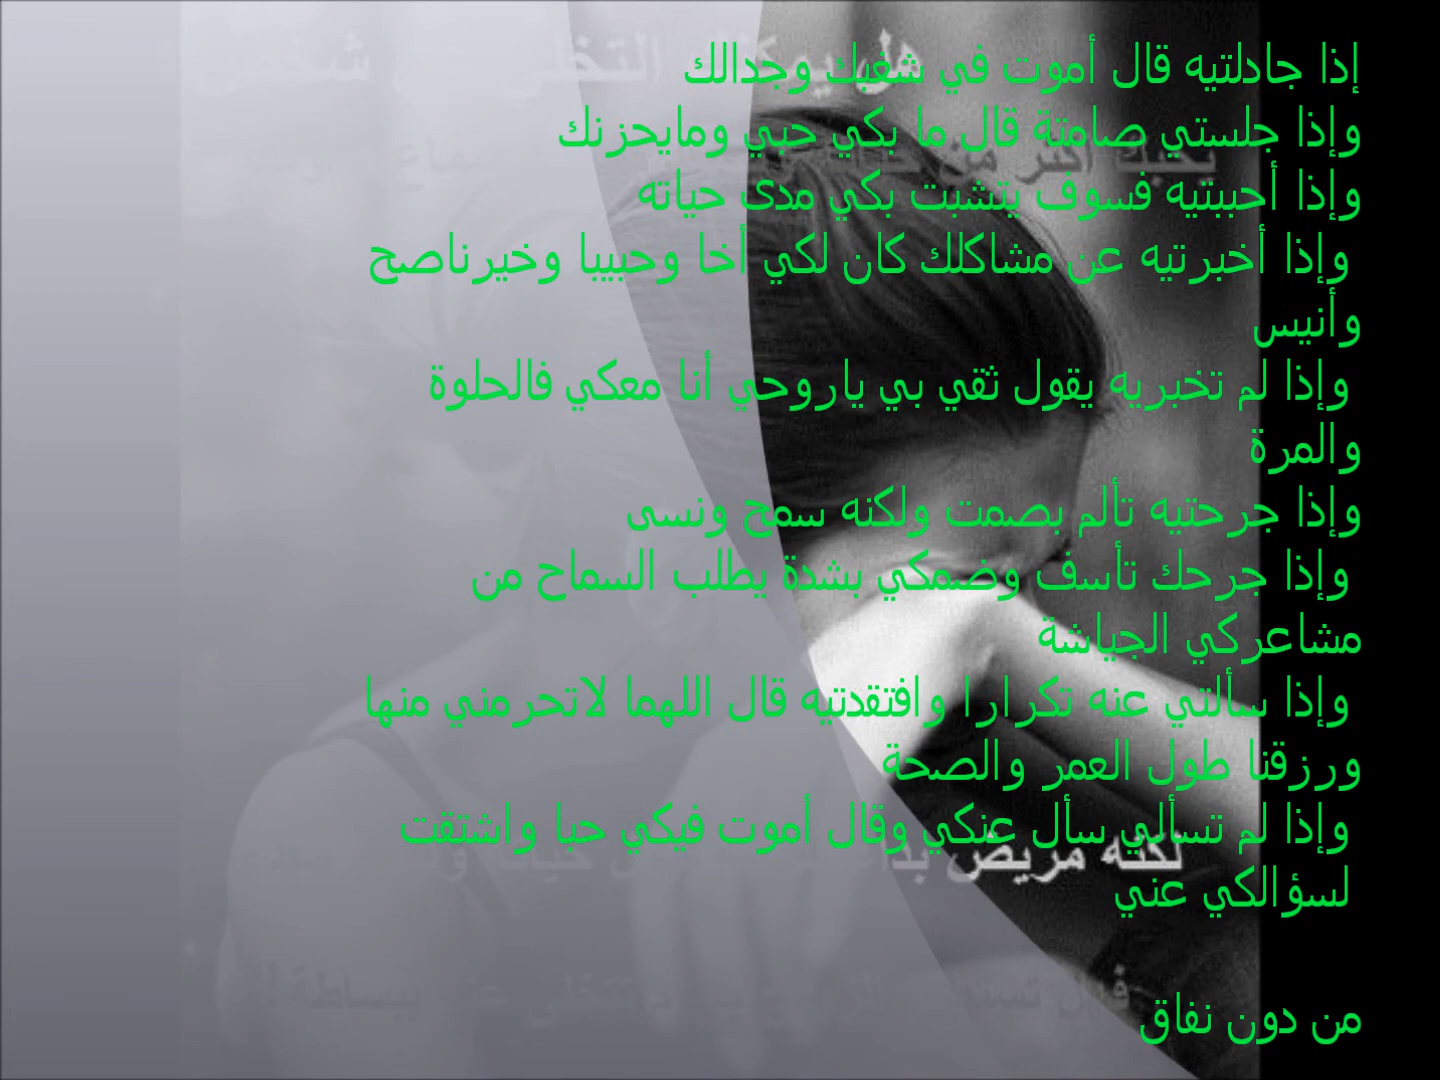 إذا جادلتيه قال أموت في شغبك وجدالك
وإذا جلستي صامتة قال ما بكي حبي ومايحزنك
وإذا أحببتيه فسوف يتشبت بكي مدى حياته
وإذا أخبرتيه عن مشاكلك كان لكي أخا وحبيبا وخيرناصح
وأنيس
وإذا لم تخبريه يقول ثقي بي ياروحي أنا معكي فالحلوة
والمرة
وإذا جرحتيه تألم بصمت ولكنه سمح ونسى
وإذا جرحك تأسف وضمكي بشدة يطلب السماح من
مشاعركي الجياشة
وإذا سألتي عنه تكرارا وافتقدتيه قال اللهما لاتحرمني منها
ورزقنا طول العمر والصحة
وإذا لم تسألي سأل عنكي وقال أموت فيكي حبا واشتقت
لسؤالكي عني
لكنه مريض
من دون نفاق